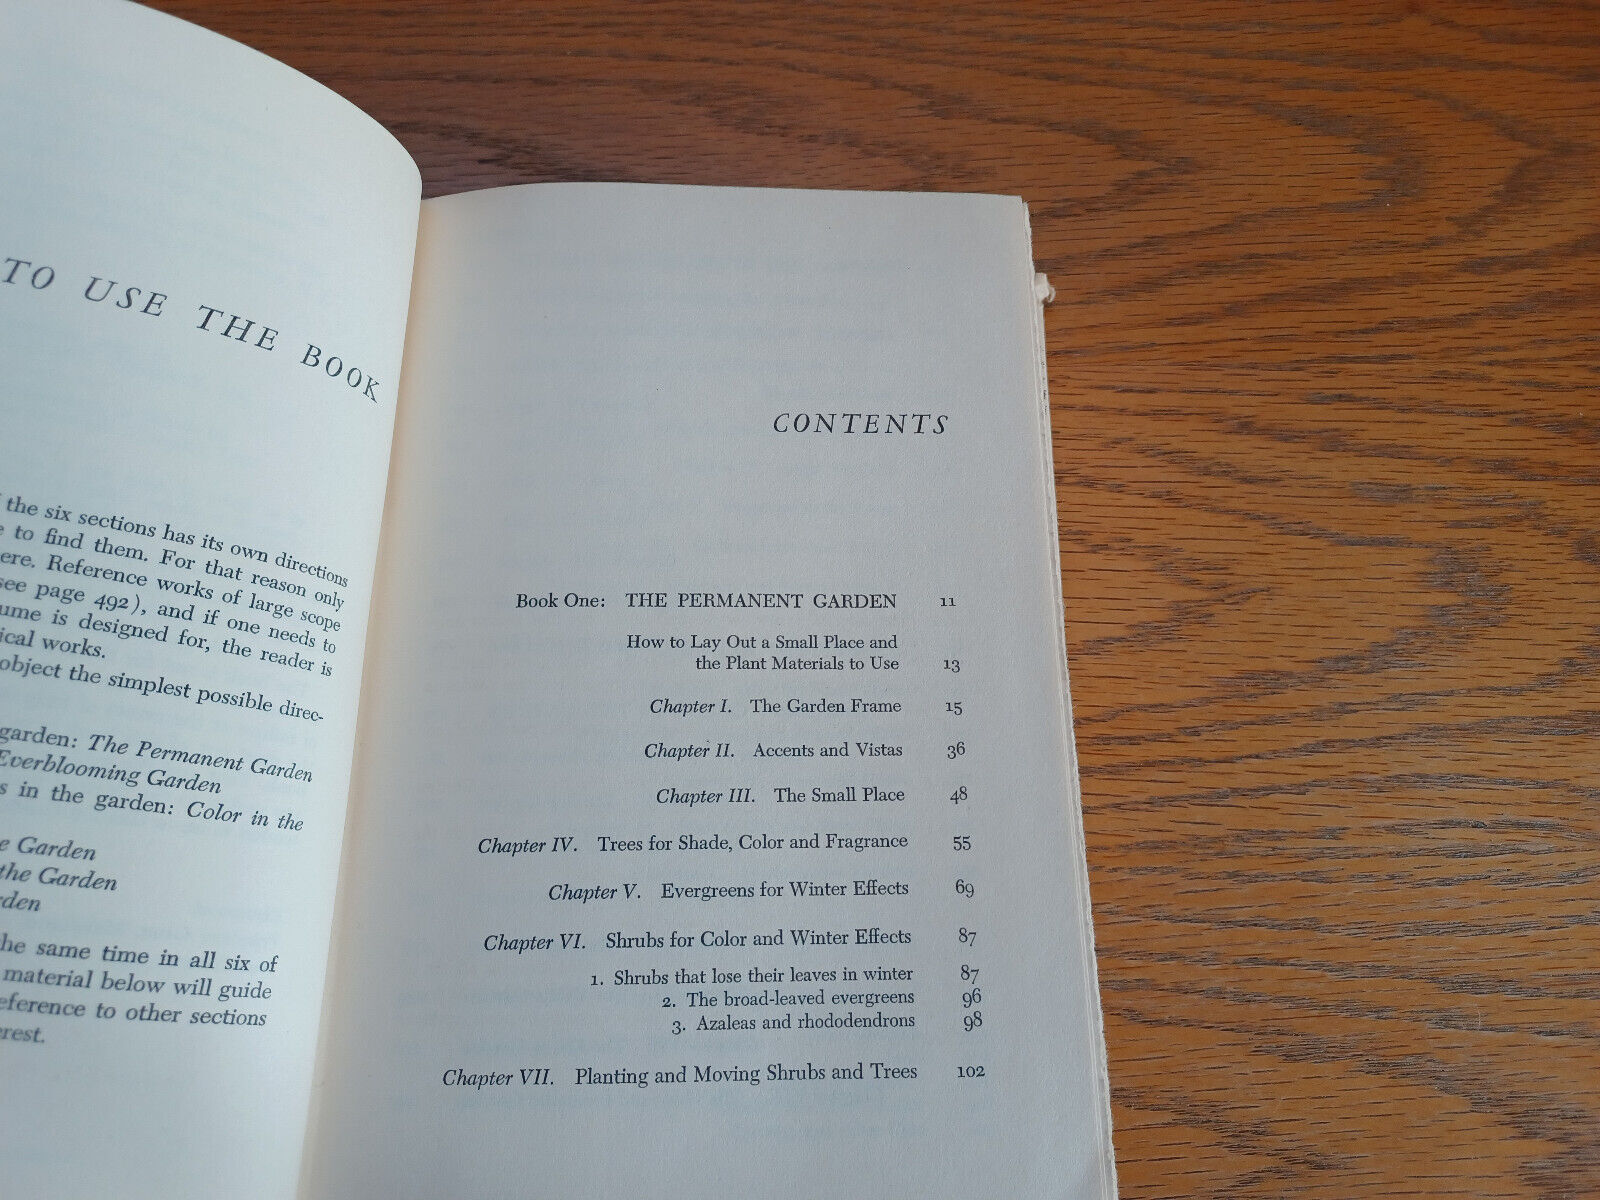 TO USE THE BOOK
the six sections has its own directions
to find them. For that reason only
ere. Reference works of large scope
see page 492), and if one needs to
ume is designed for, the reader is
ical works.
object the simplest possible direc-
garden: The Permanent Garden
Everblooming Garden
s in the garden: Color in the
e Garden
the Garden
rden
he same time in all six of
material below will guide
eference to other sections
erest.
CONTENTS
Book One: THE PERMANENT GARDEN 11
How to Lay Out a Small Place and
the Plant Materials to Use 13
Chapter I. The Garden Frame 15
Chapter II. Accents and Vistas 36
Chapter III. The Small Place 48
Chapter IV. Trees for Shade, Color and Fragrance 55
Chapter V. Evergreens for Winter Effects 69
Chapter VI. Shrubs for Color and Winter Effects 87
1. Shrubs that lose their leaves in winter 87
2. The broad-leaved evergreens 96
3. Azaleas and rhododendrons 98
Chapter VII. Planting and Moving Shrubs and Trees 102